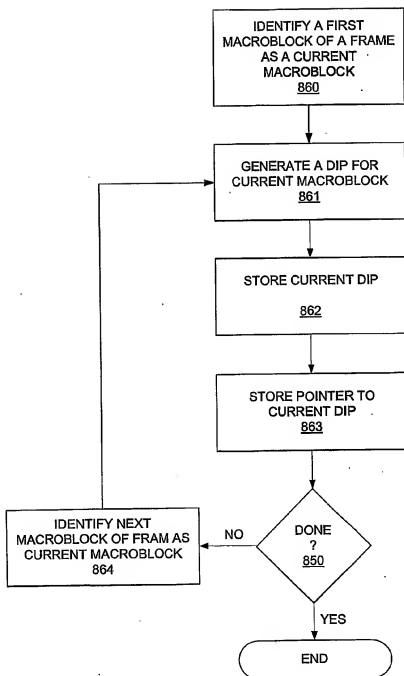 IDENTIFY A FIRST
MACROBLOCK OF A FRAME
AS A CURRENT
MACROBLOCK
860
GENERATE A DIP FOR
CURRENT MACROBLOCK
861
STORE CURRENT DIP
862
STORE POINTER TO
CURRENT DIP
863
DONE
?
850
NO
IDENTIFY NEXT
MACROBLOCK OF FRAM AS
CURRENT MACROBLOCK
864
YES
END